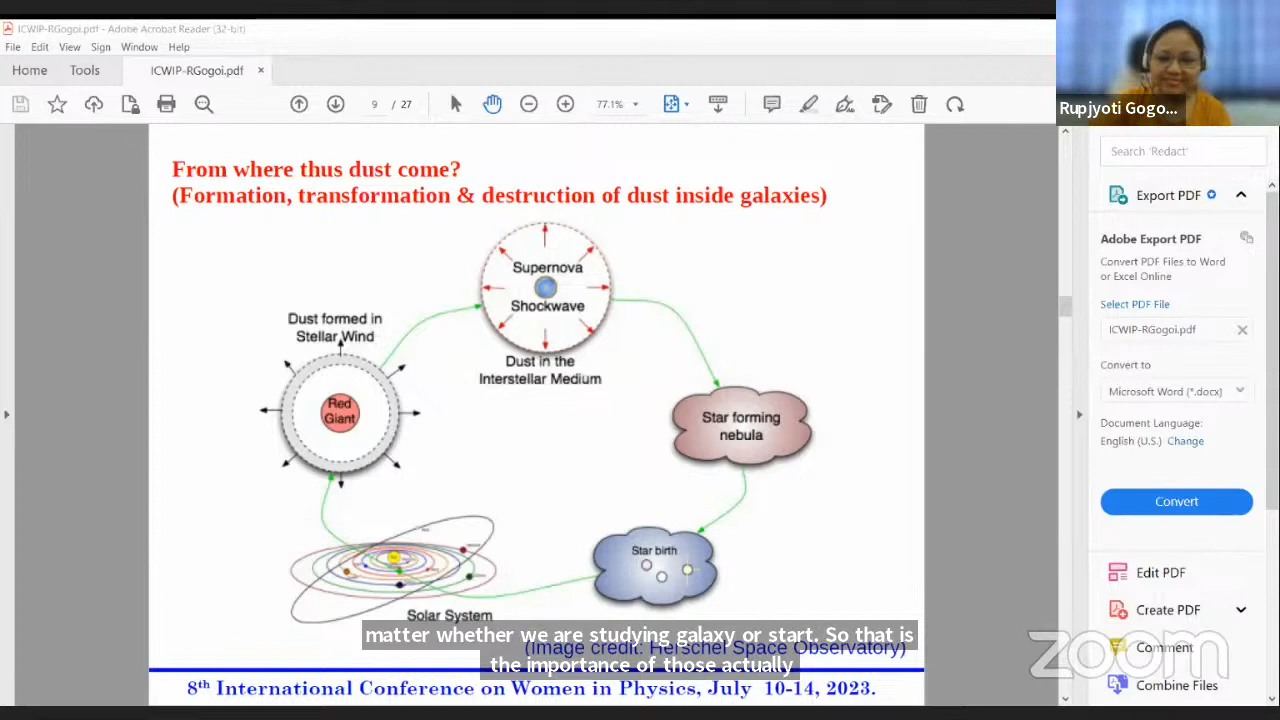 ICWIP-RGogoi.pdf - Adobe Acrobat Reader (32-bit)
File Edit View Sign Window Help
Home Tools ICWIP-RGogoi.pdf ×
9 / 27 77.1%
Rupjyoti Gogo...
From where thus dust come?
(Formation, transformation & destruction of dust inside galaxies)
Supernova
Shockwave
Dust in the
Interstellar Medium
Dust formed in
Stellar Wind
Red
Giant
Star forming
nebula
Star birth
Solar System
(Image credit: Herschel Space Observatory)
matter whether we are studying galaxy or start. So that is
the importance of those actually
8th International Conference on Women in Physics, July 10-14, 2023.
Search 'Redact'
Export PDF
Adobe Export PDF
Convert PDF Files to Word
or Excel Online
Select PDF File
ICWIP-RGogoi.pdf
Convert to
Microsoft Word (*.docx)
Document Language:
English (U.S.) Change
Convert
Edit PDF
Create PDF
Comment
Combine Files
zoom